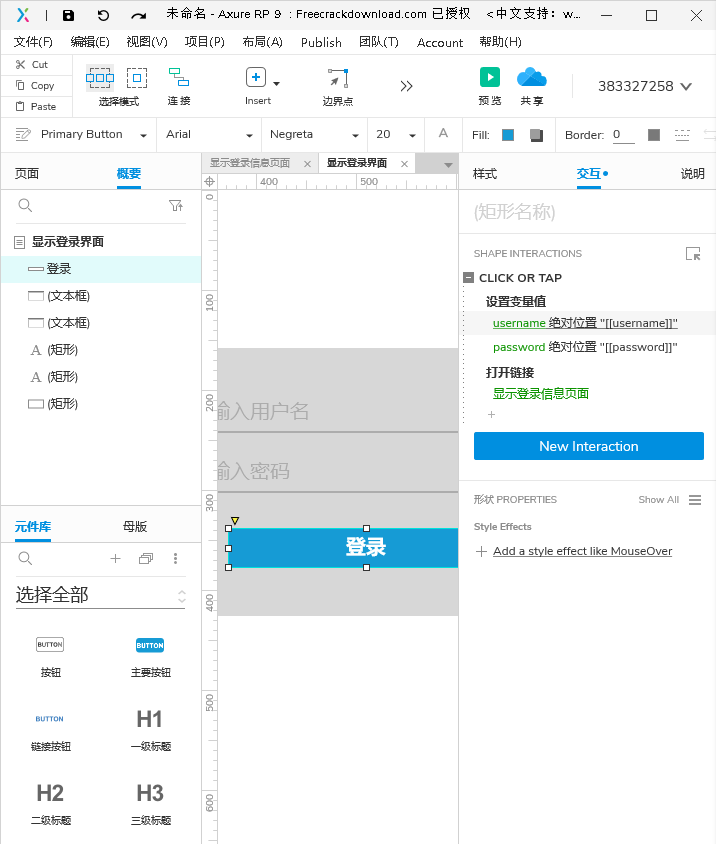 未命名 - Axure RP 9 : Freecrackdownload.com 已授权 <中文支持：w...
文件(F) 编辑(E) 视图(V) 项目(P) 布局(A) Publish 团队(T) Account 帮助(H)
Cut
Copy
Paste
选择模式
连接
Insert
边界点
预览
共享
383327258
Primary Button
Arial
Negreta
20
A
Fill:
Border:
0
页面
概要
显示登录信息页面
显示登录界面
样式
交互
说明
400
500
0
100
200
300
400
500
600
显示登录界面
登录
(文本框)
(文本框)
A (矩形)
A (矩形)
(矩形)
输入用户名
输入密码
登录
(矩形名称)
SHAPE INTERACTIONS
CLICK OR TAP
设置变量值
username 绝对位置 "[[username]]"
password 绝对位置 "[[password]]"
打开链接
显示登录信息页面
New Interaction
形状 PROPERTIES
Show All
Style Effects
Add a style effect like MouseOver
元件库
母版
选择全部
BUTTON
按钮
BUTTON
主要按钮
BUTTON
链接按钮
H1
一级标题
H2
二级标题
H3
三级标题